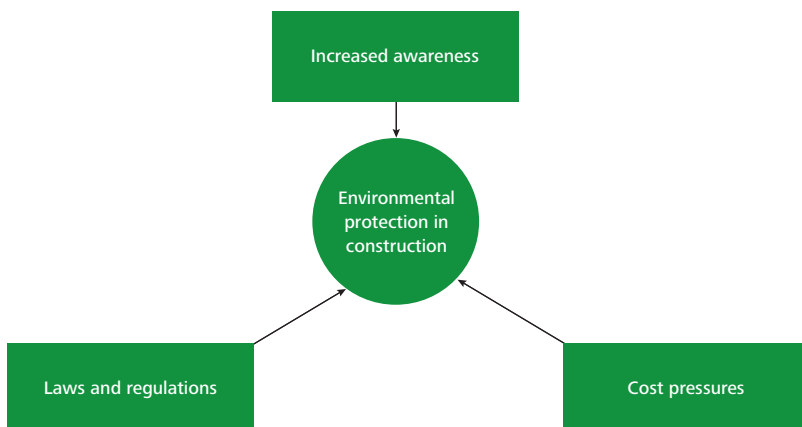 Increased awareness
Environmental
protection in
construction
Laws and regulations
Cost pressures